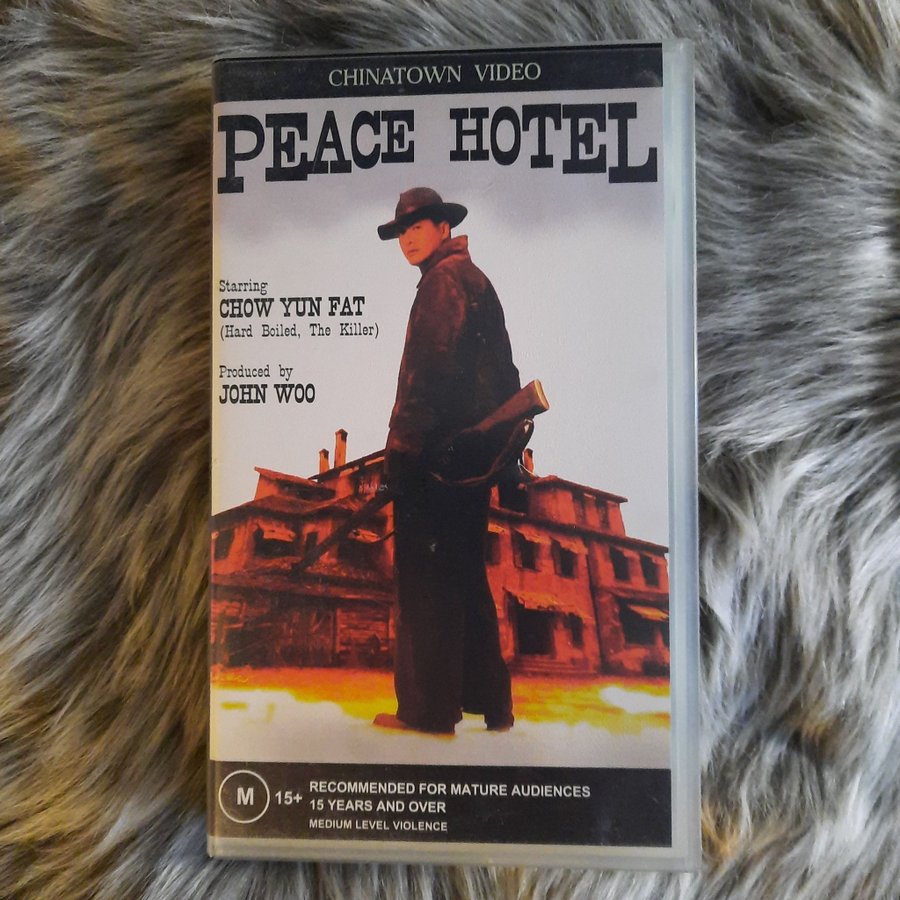 CHINATOWN VIDEO
PEACE HOTEL
Starring
CHOW YUN FAT
(Hard Boiled, The Killer)
Produced by
JOHN WOO
M 15+
RECOMMENDED FOR MATURE AUDIENCES
15 YEARS AND OVER
MEDIUM LEVEL VIOLENCE